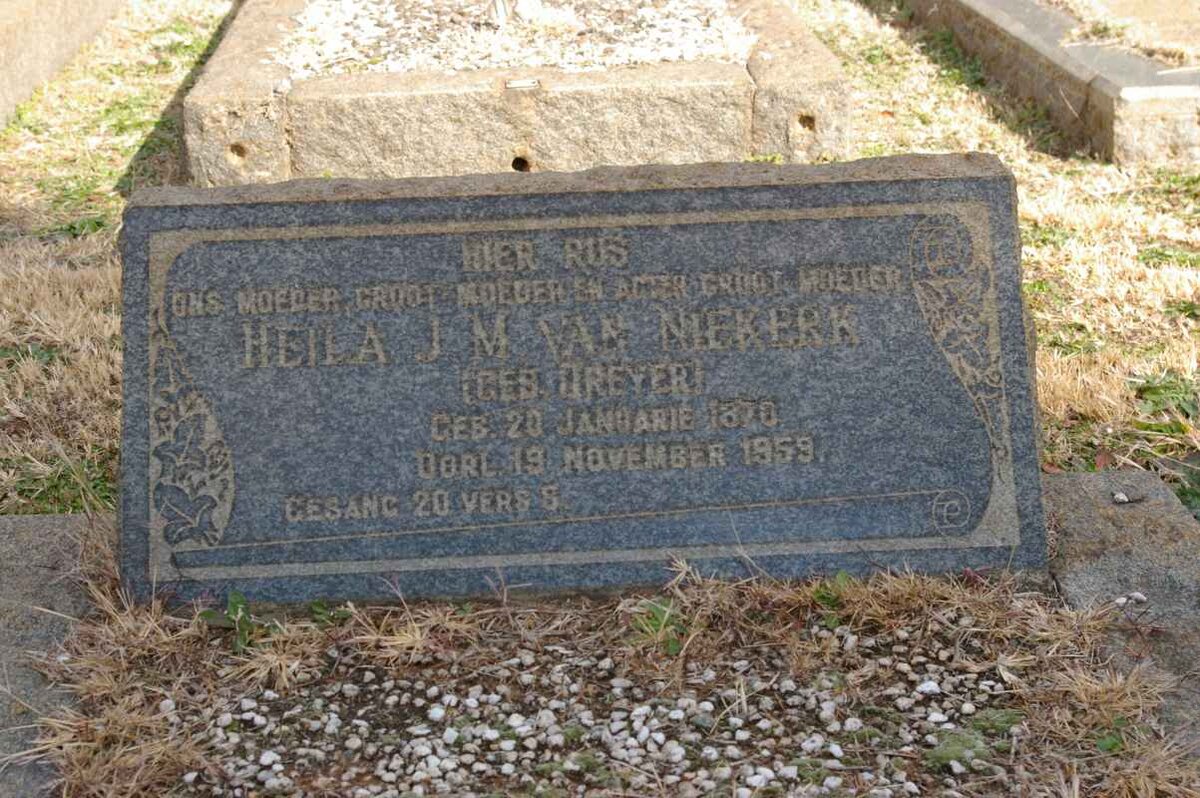 HIER RUS
ONS MOEDER, GROOT MOEDER EN AGTER GROOT MOEDER
HEILA J M VAN NIEKERK
(GEB. DREYER)
GEB. 20 JANUARIE 1870
OORL. 19 NOVEMBER 1959
GESANG 20 VERS 5.